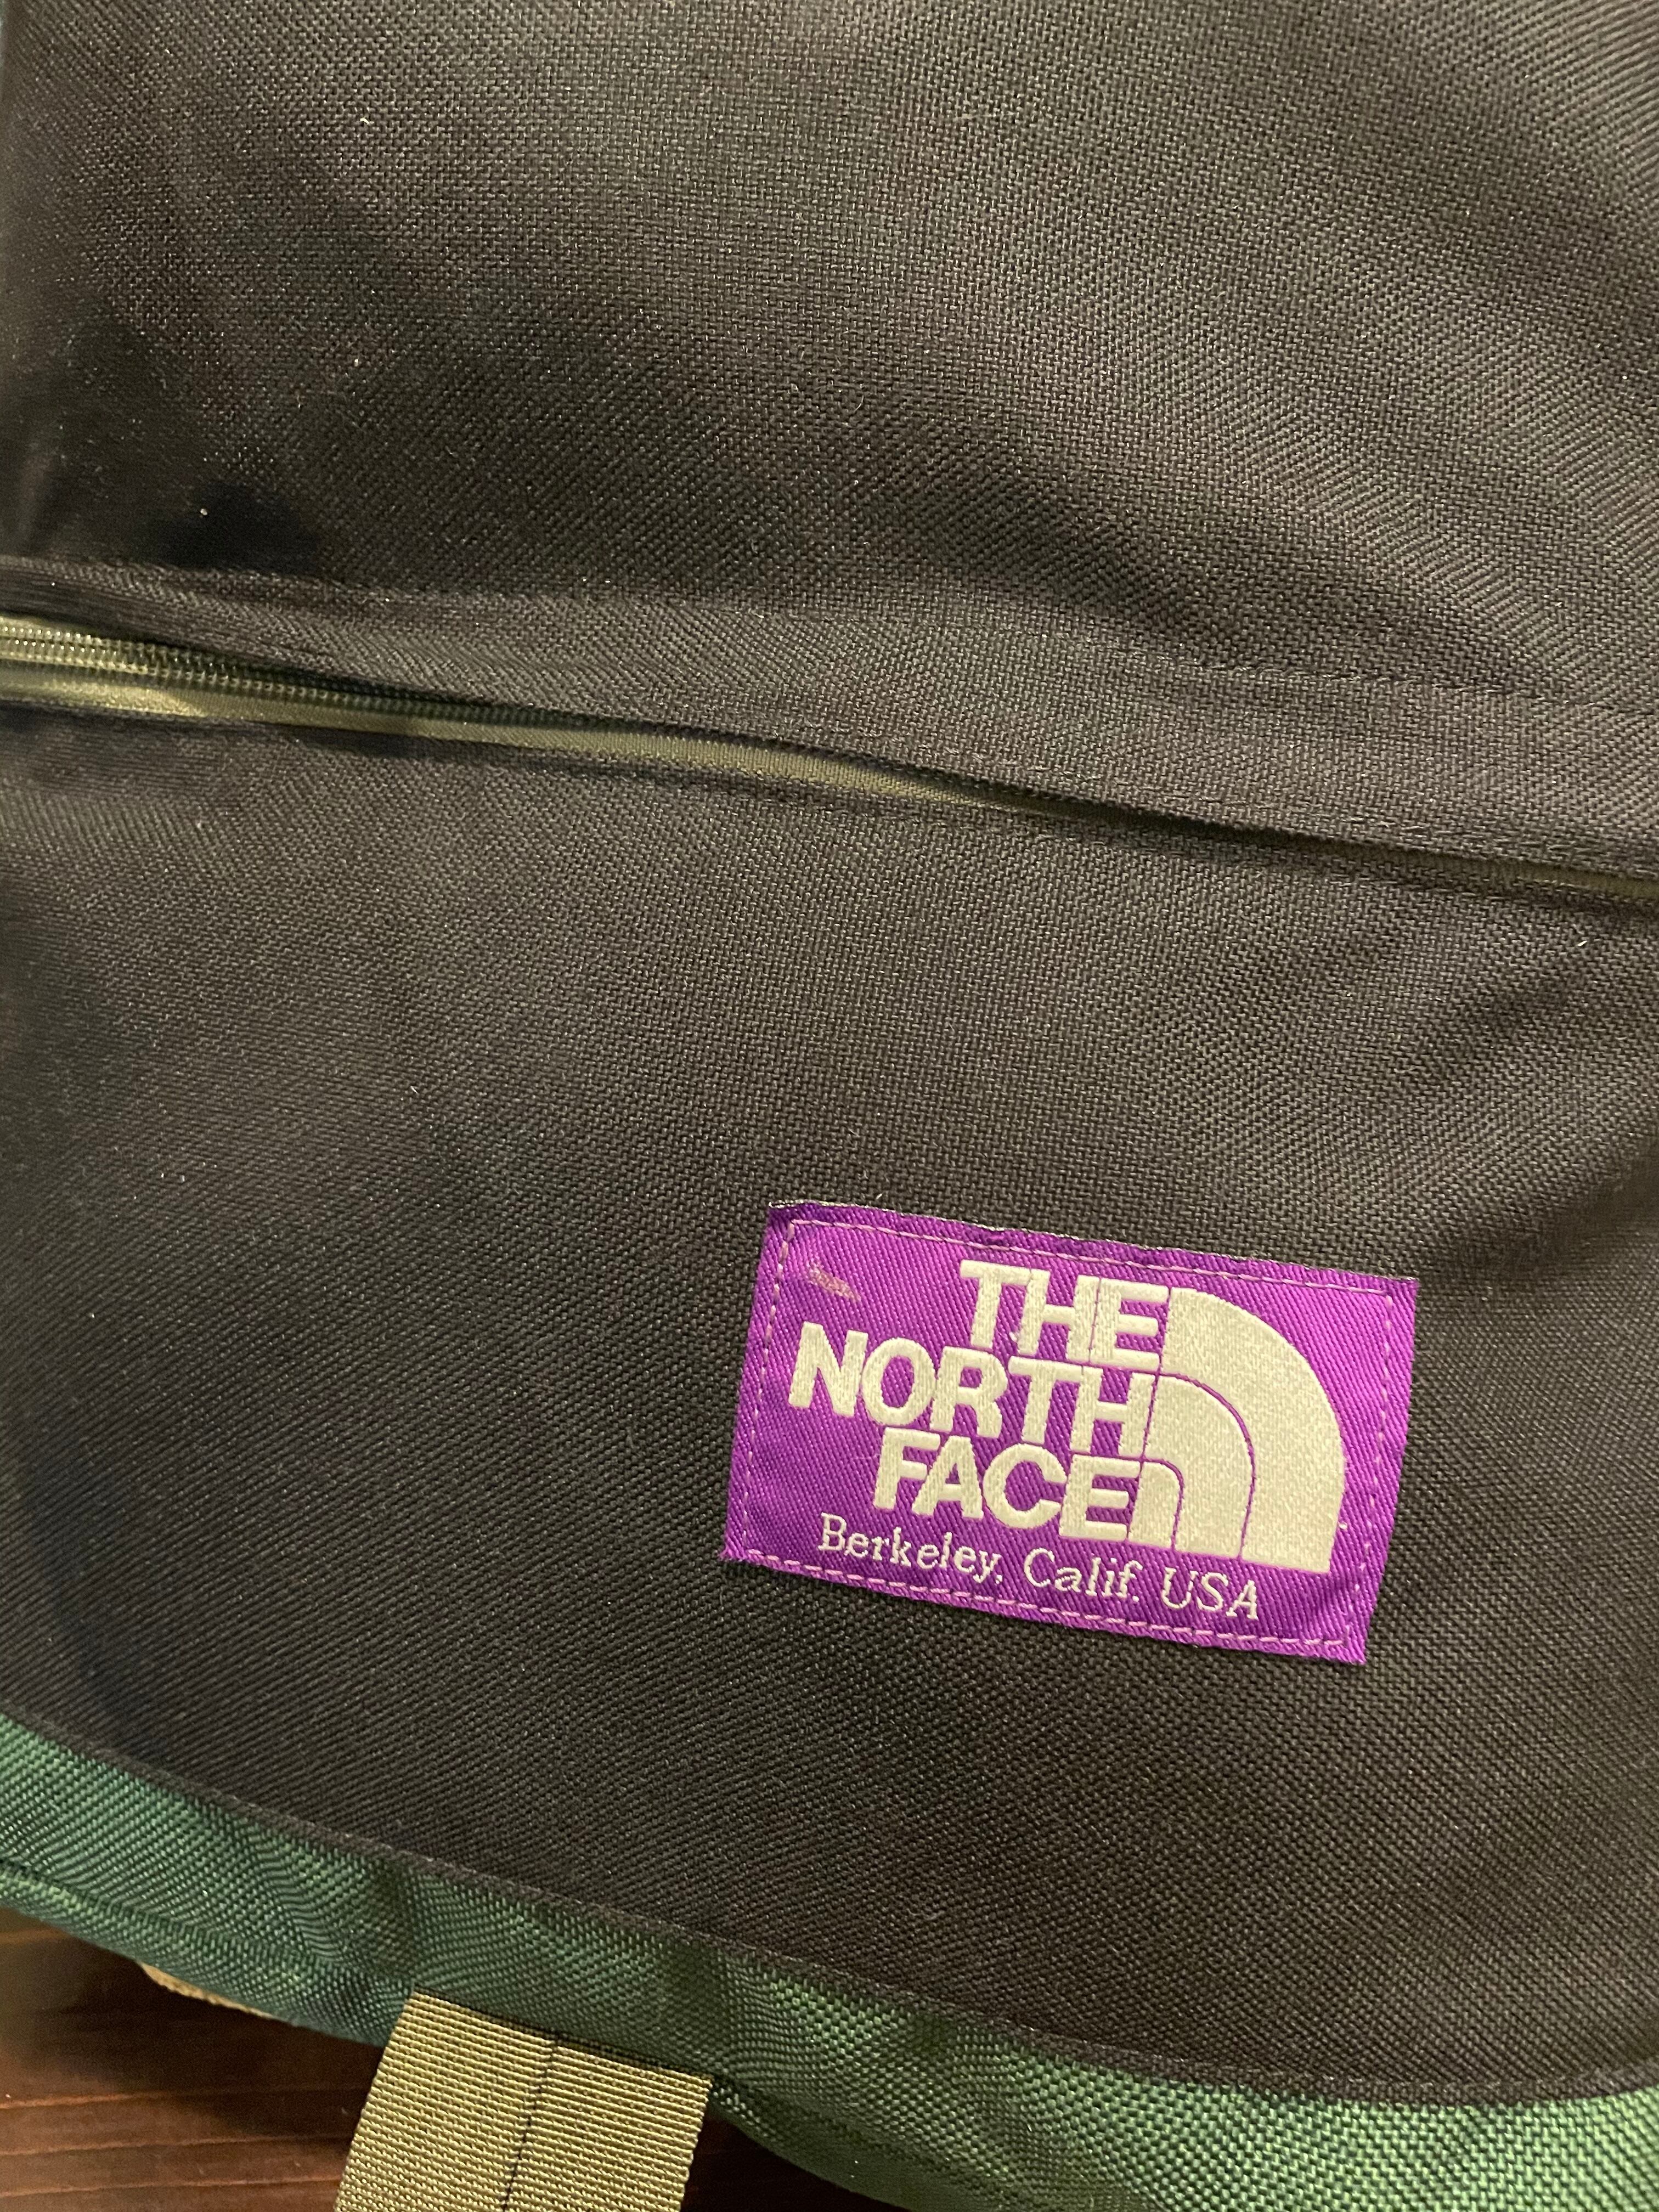 THE
NORTH
FACE
Berkeley, Calif. USA